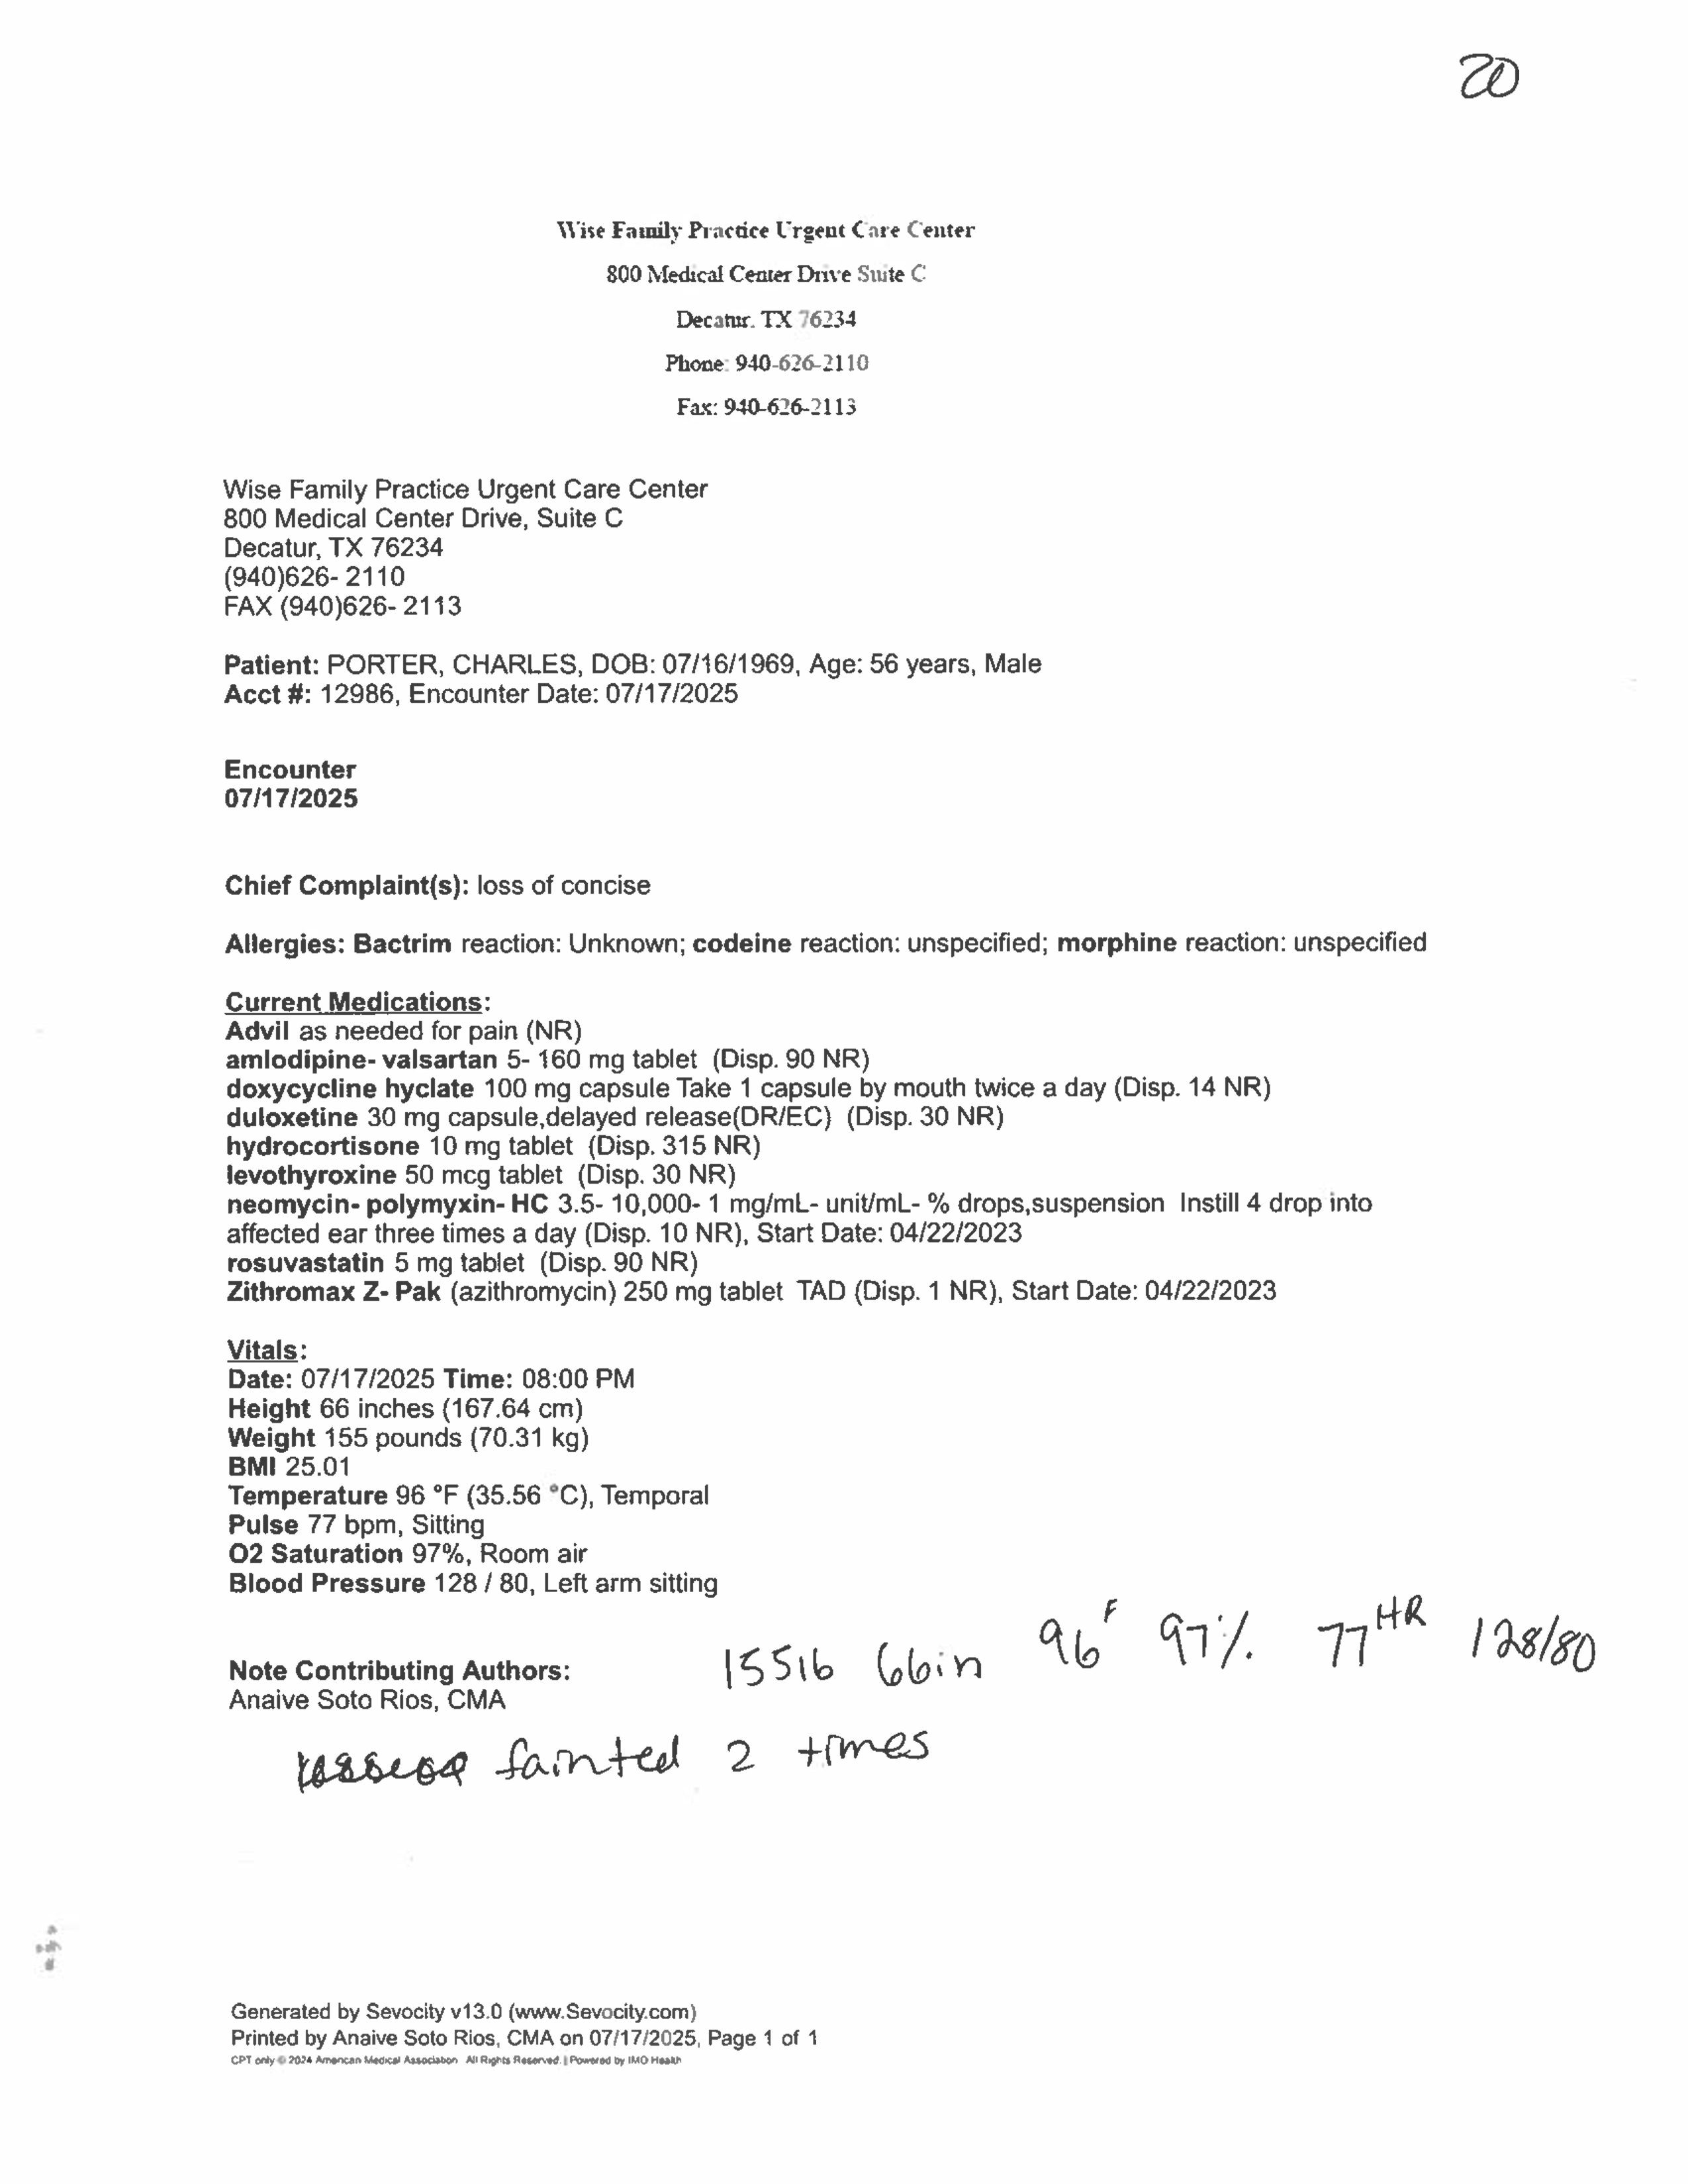 20
Wise Family Practice Urgent Care Center
800 Medical Center Drive Suite C
Decatur, TX 76234
Phone: 940-626-2110
Fax: 940-626-2113
Wise Family Practice Urgent Care Center
800 Medical Center Drive, Suite C
Decatur, TX 76234
(940)626- 2110
FAX (940)626- 2113
Patient: PORTER, CHARLES, DOB: 07/16/1969, Age: 56 years, Male
Acct #: 12986, Encounter Date: 07/17/2025
Encounter
07/17/2025
Chief Complaint(s): loss of concise
Allergies: Bactrim reaction: Unknown; codeine reaction: unspecified; morphine reaction: unspecified
Current Medications:
Advil as needed for pain (NR)
amlodipine- valsartan 5- 160 mg tablet (Disp. 90 NR)
doxycycline hyclate 100 mg capsule Take 1 capsule by mouth twice a day (Disp. 14 NR)
duloxetine 30 mg capsule,delayed release(DR/EC) (Disp. 30 NR)
hydrocortisone 10 mg tablet (Disp. 315 NR)
levothyroxine 50 mcg tablet (Disp. 30 NR)
neomycin- polymyxin- HC 3.5- 10,000- 1 mg/mL- unit/mL- % drops,suspension Instill 4 drop into
affected ear three times a day (Disp. 10 NR), Start Date: 04/22/2023
rosuvastatin 5 mg tablet (Disp. 90 NR)
Zithromax Z- Pak (azithromycin) 250 mg tablet TAD (Disp. 1 NR), Start Date: 04/22/2023
Vitals:
Date: 07/17/2025 Time: 08:00 PM
Height 66 inches (167.64 cm)
Weight 155 pounds (70.31 kg)
BMI 25.01
Temperature 96 °F (35.56 °C), Temporal
Pulse 77 bpm, Sitting
O2 Saturation 97%, Room air
Blood Pressure 128 / 80, Left arm sitting
155lb 66in 96 F 97% 77 HR 128/80
Note Contributing Authors:
Anaive Soto Rios, CMA
fainted 2 times
Generated by Sevocity v13.0 (www.Sevocity.com)
Printed by Anaive Soto Rios, CMA on 07/17/2025, Page 1 of 1
CPT only © 2024 American Medical Association All Rights Reserved. | Powered by IMO Health